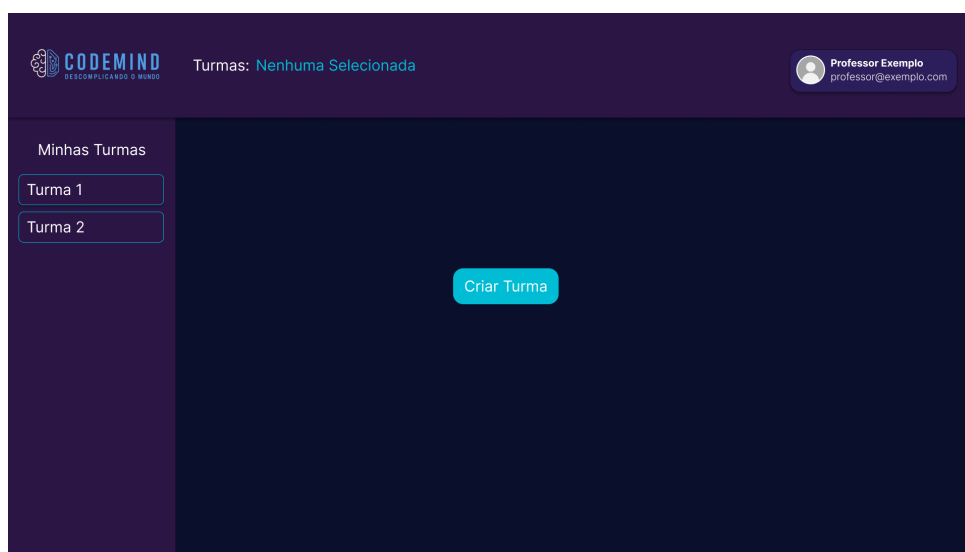 CODEMIND
DESCOMPLICANDO O MUNDO
Turmas: Nenhuma Selecionada
Professor Exemplo
professor@exemplo.com
Minhas Turmas
Turma 1
Turma 2
Criar Turma